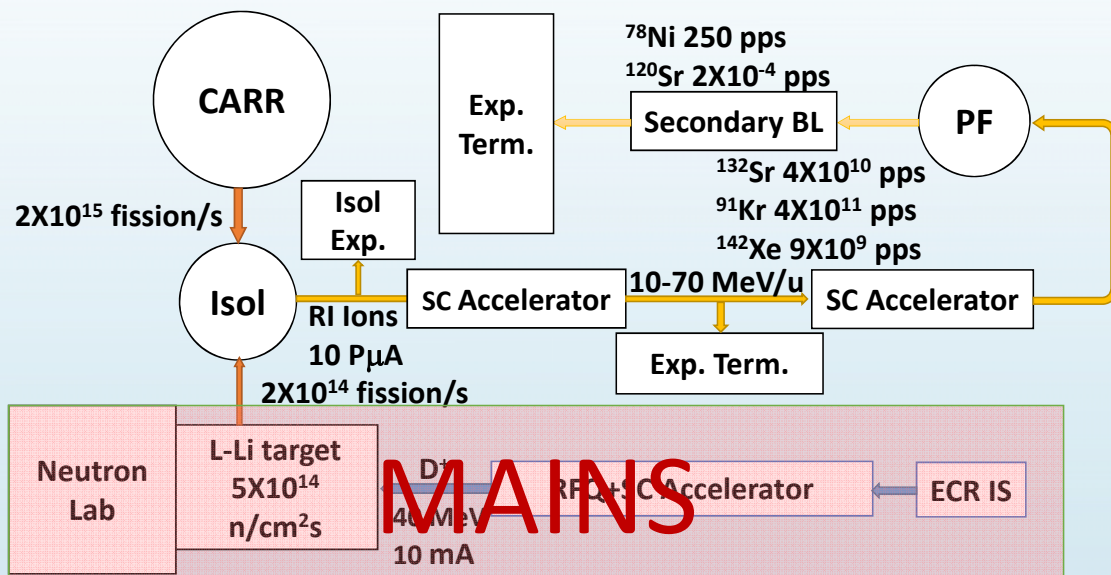 CARR
2X10¹⁵ fission/s
Isol
Isol
Exp.
RI Ions
10 PμA
2X10¹⁴ fission/s
SC Accelerator
10-70 MeV/u
Exp. Term.
SC Accelerator
PF
⁷⁸Ni 250 pps
¹²⁰Sr 2X10⁻⁴ pps
Secondary BL
¹³²Sr 4X10¹⁰ pps
⁹¹Kr 4X10¹¹ pps
¹⁴²Xe 9X10⁹ pps
Exp.
Term.
Neutron
Lab
L-Li target
5X10¹⁴
n/cm²s
D⁺
40 MeV
10 mA
MAINS
RFQ+SC Accelerator
ECR IS